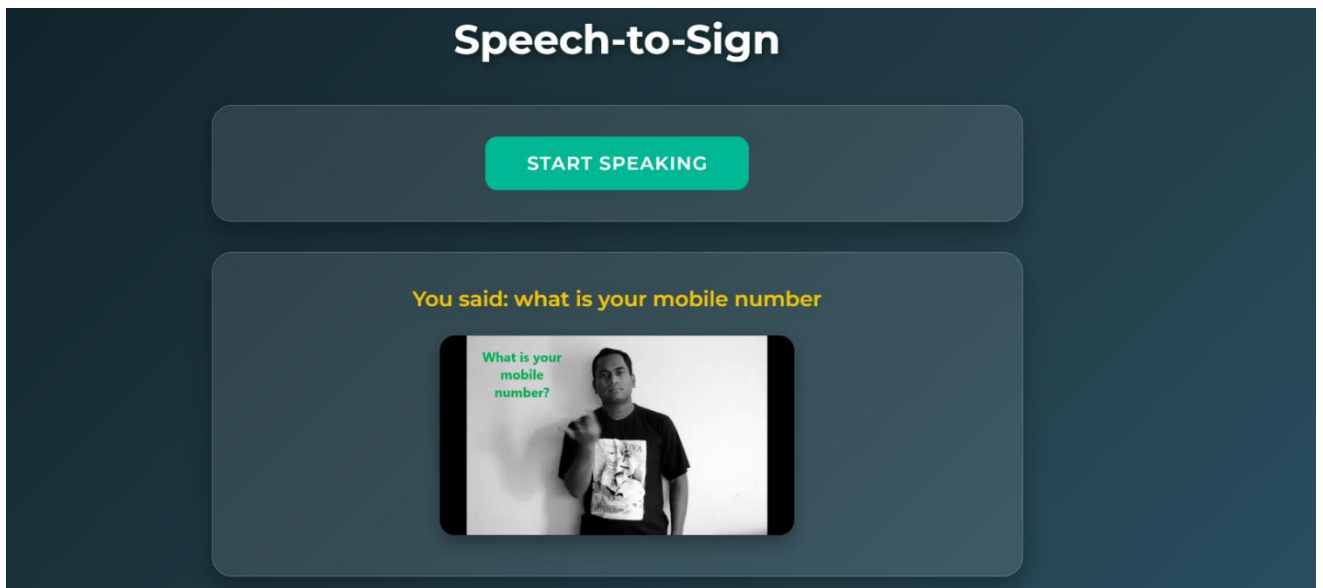 Speech-to-Sign
START SPEAKING
You said: what is your mobile number
What is your
mobile
number?